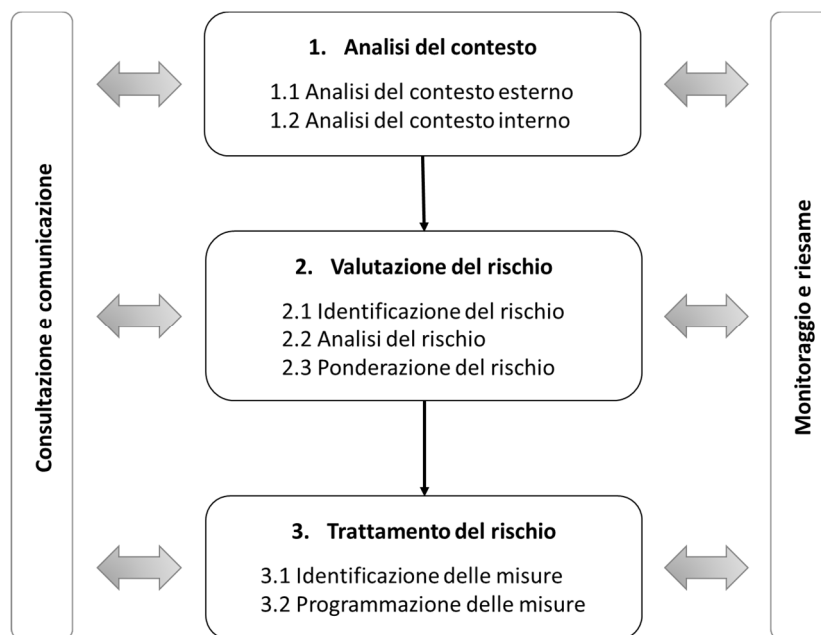 Consultazione e comunicazione
1. Analisi del contesto
1.1 Analisi del contesto esterno
1.2 Analisi del contesto interno
2. Valutazione del rischio
2.1 Identificazione del rischio
2.2 Analisi del rischio
2.3 Ponderazione del rischio
3. Trattamento del rischio
3.1 Identificazione delle misure
3.2 Programmazione delle misure
Monitoraggio e riesame